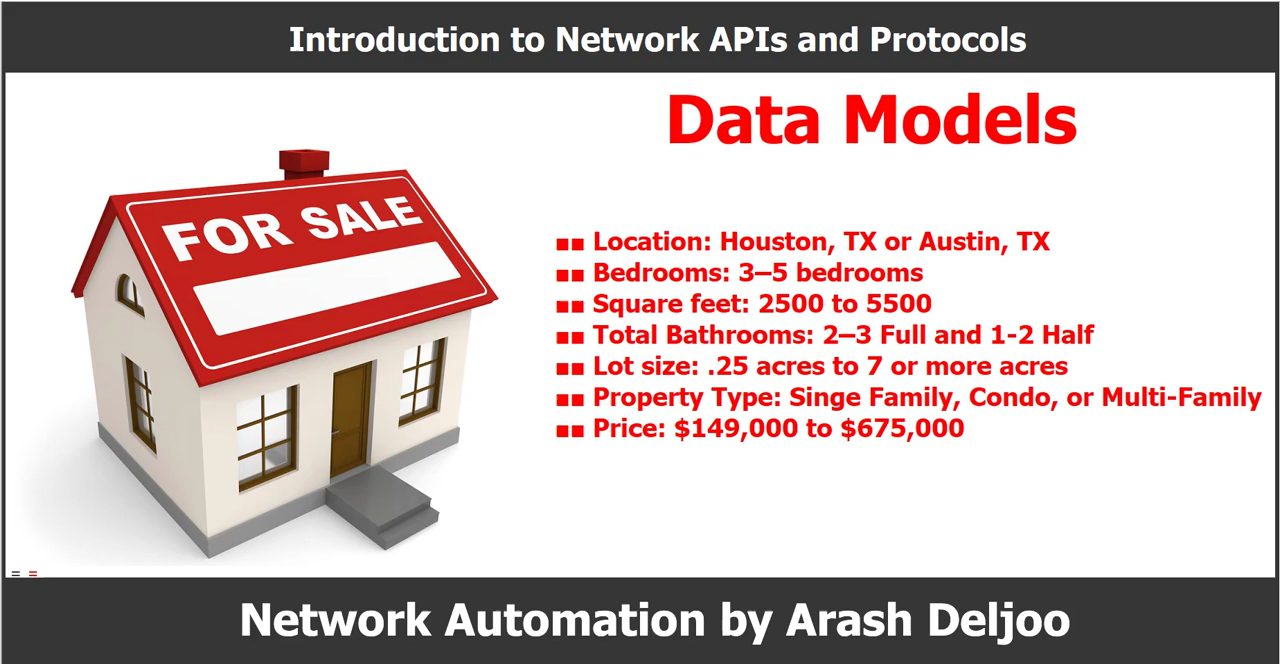 Introduction to Network APIs and Protocols
Data Models
FOR SALE
■■ Location: Houston, TX or Austin, TX
■■ Bedrooms: 3–5 bedrooms
■■ Square feet: 2500 to 5500
■■ Total Bathrooms: 2–3 Full and 1-2 Half
■■ Lot size: .25 acres to 7 or more acres
■■ Property Type: Singe Family, Condo, or Multi-Family
■■ Price: $149,000 to $675,000
Network Automation by Arash Deljoo